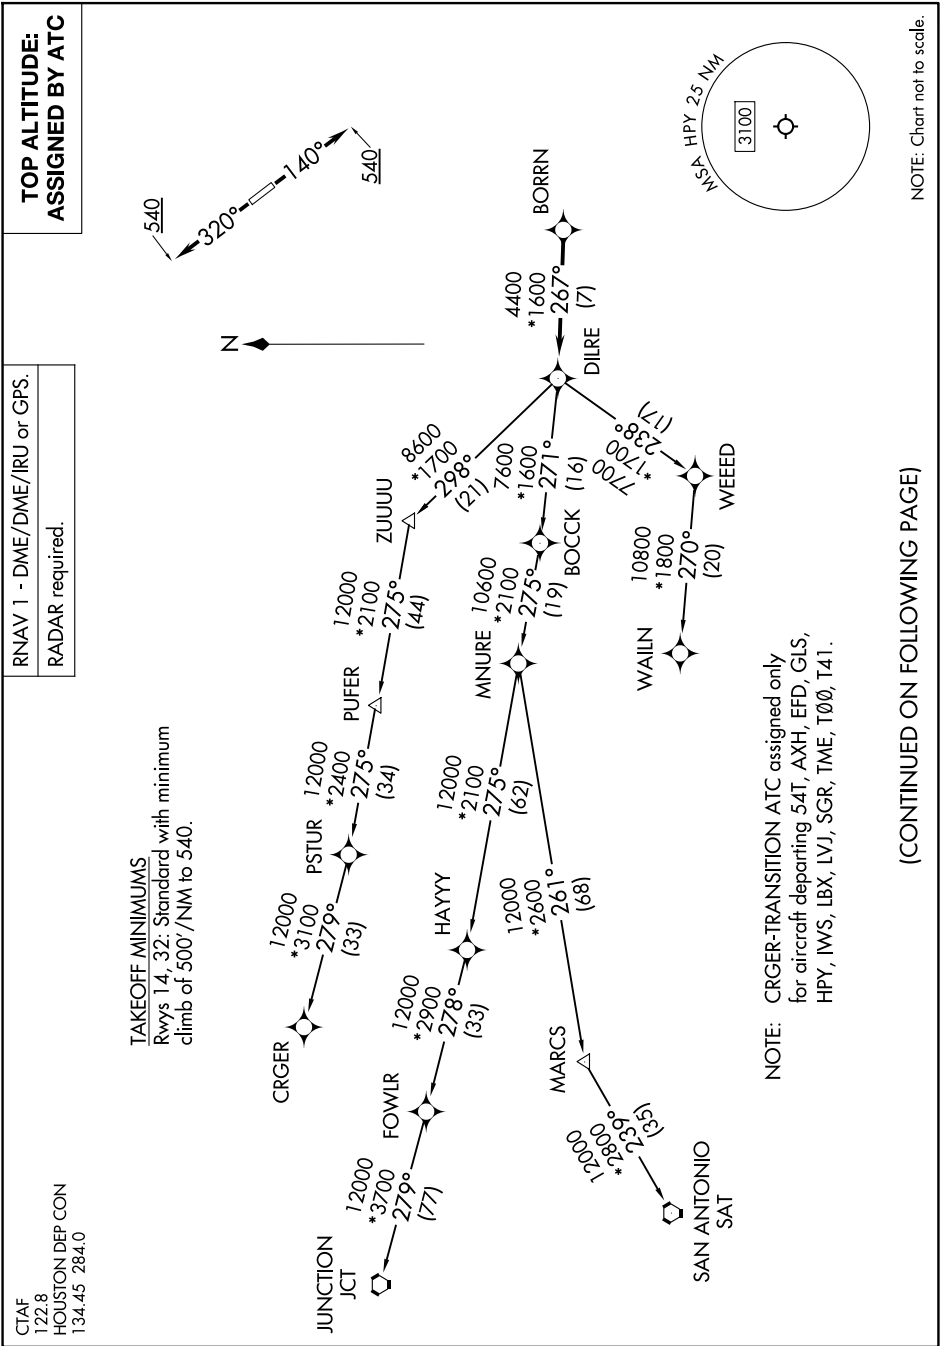 TOP ALTITUDE:
ASSIGNED BY ATC
RNAV 1 - DME/DME/IRU or GPS.
RADAR required.
CTAF
122.8
HOUSTON DEP CON
134.45 284.0
TAKEOFF MINIMUMS
Rwys 14, 32: Standard with minimum
climb of 500'/NM to 540.
540
320°
140°
540
N
MSA HPY 25 NM
3100
BORRN
4400
*1600
267°
(7)
DILRE
8600
*1700
298°
(21)
ZUUUU
12000
*2100
275°
(44)
PUFER
12000
*2400
275°
(34)
PSTUR
12000
*3100
279°
(33)
CRGER
7600
*1600
271°
(16)
BOCCK
10600
*2100
275°
(19)
MNURE
12000
*2100
275°
(62)
HAYYY
12000
*2900
278°
(33)
FOWLR
12000
*3700
279°
(77)
JUNCTION
JCT
12000
*2600
261°
(68)
MARCS
12000
*2800
239°
(35)
SAN ANTONIO
SAT
7700
*1700
238°
(17)
WEEED
10800
*1800
270°
(20)
WAILN
NOTE: CRGER-TRANSITION ATC assigned only
for aircraft departing 54T, AXH, EFD, GLS,
HPY, IWS, LBX, LVJ, SGR, TME, TØØ, T41.
(CONTINUED ON FOLLOWING PAGE)
NOTE: Chart not to scale.